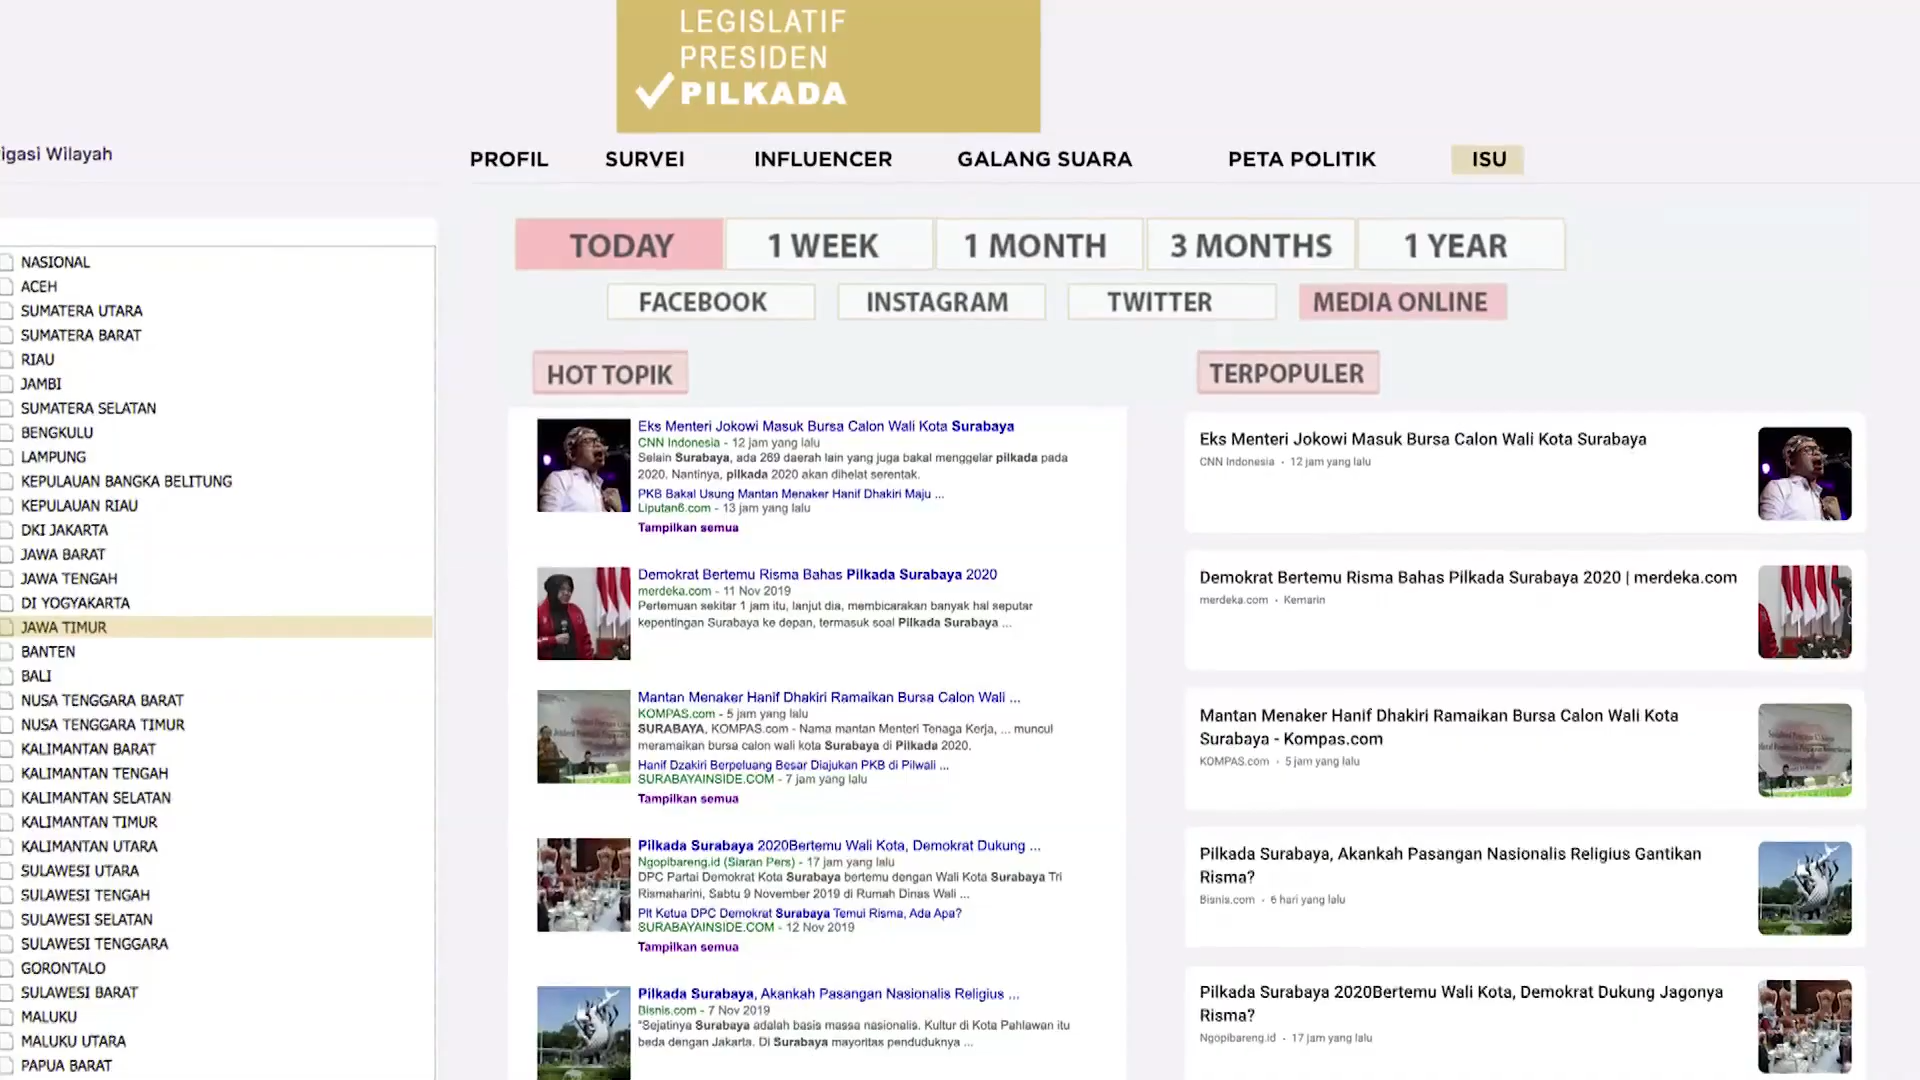 LEGISLATIF
PRESIDEN
PILKADA
igasi Wilayah
PROFIL
SURVEI
INFLUENCER
GALANG SUARA
PETA POLITIK
ISU
TODAY
1 WEEK
1 MONTH
3 MONTHS
1 YEAR
FACEBOOK
INSTAGRAM
TWITTER
MEDIA ONLINE
NASIONAL
ACEH
SUMATERA UTARA
SUMATERA BARAT
RIAU
JAMBI
SUMATERA SELATAN
BENGKULU
LAMPUNG
KEPULAUAN BANGKA BELITUNG
KEPULAUAN RIAU
DKI JAKARTA
JAWA BARAT
JAWA TENGAH
DI YOGYAKARTA
JAWA TIMUR
BANTEN
BALI
NUSA TENGGARA BARAT
NUSA TENGGARA TIMUR
KALIMANTAN BARAT
KALIMANTAN TENGAH
KALIMANTAN SELATAN
KALIMANTAN TIMUR
KALIMANTAN UTARA
SULAWESI UTARA
SULAWESI TENGAH
SULAWESI SELATAN
SULAWESI TENGGARA
GORONTALO
SULAWESI BARAT
MALUKU
MALUKU UTARA
PAPUA BARAT
HOT TOPIK
Eks Menteri Jokowi Masuk Bursa Calon Wali Kota Surabaya
CNN Indonesia - 12 jam yang lalu
Selain Surabaya, ada 269 daerah lain yang juga bakal menggelar pilkada pada
2020. Nantinya, pilkada 2020 akan dihelat serentak.
PKB Bakal Usung Mantan Menaker Hanif Dhakiri Maju ...
Liputan6.com - 13 jam yang lalu
Tampilkan semua
Demokrat Bertemu Risma Bahas Pilkada Surabaya 2020
merdeka.com - 11 Nov 2019
Pertemuan sekitar 1 jam itu, lanjut dia, membicarakan banyak hal seputar
kepentingan Surabaya ke depan, termasuk soal Pilkada Surabaya ...
Mantan Menaker Hanif Dhakiri Ramaikan Bursa Calon Wali ...
KOMPAS.com - 5 jam yang lalu
SURABAYA, KOMPAS.com - Nama mantan Menteri Tenaga Kerja, ... muncul
meramaikan bursa calon wali kota Surabaya di Pilkada 2020.
Hanif Dzakiri Berpeluang Besar Diajukan PKB di Pilwali ...
SURABAYAINSIDE.COM - 7 jam yang lalu
Tampilkan semua
Pilkada Surabaya 2020Bertemu Wali Kota, Demokrat Dukung ...
Ngopibareng.id (Siaran Pers) - 17 jam yang lalu
DPC Partai Demokrat Kota Surabaya bertemu dengan Wali Kota Surabaya Tri
Rismaharini, Sabtu 9 November 2019 di Rumah Dinas Wali ...
Plt Ketua DPC Demokrat Surabaya Temui Risma, Ada Apa?
SURABAYAINSIDE.COM - 12 Nov 2019
Tampilkan semua
Pilkada Surabaya, Akankah Pasangan Nasionalis Religius ...
Bisnis.com - 7 Nov 2019
"Sejatinya Surabaya adalah basis massa nasionalis. Kultur di Kota Pahlawan itu
beda dengan Jakarta. Di Surabaya mayoritas penduduknya ...
TERPOPULER
Eks Menteri Jokowi Masuk Bursa Calon Wali Kota Surabaya
CNN Indonesia · 12 jam yang lalu
Demokrat Bertemu Risma Bahas Pilkada Surabaya 2020 | merdeka.com
merdeka.com · Kemarin
Mantan Menaker Hanif Dhakiri Ramaikan Bursa Calon Wali Kota
Surabaya - Kompas.com
KOMPAS.com · 5 jam yang lalu
Pilkada Surabaya, Akankah Pasangan Nasionalis Religius Gantikan
Risma?
Bisnis.com · 6 hari yang lalu
Pilkada Surabaya 2020Bertemu Wali Kota, Demokrat Dukung Jagonya
Risma?
Ngopibareng.id · 17 jam yang lalu